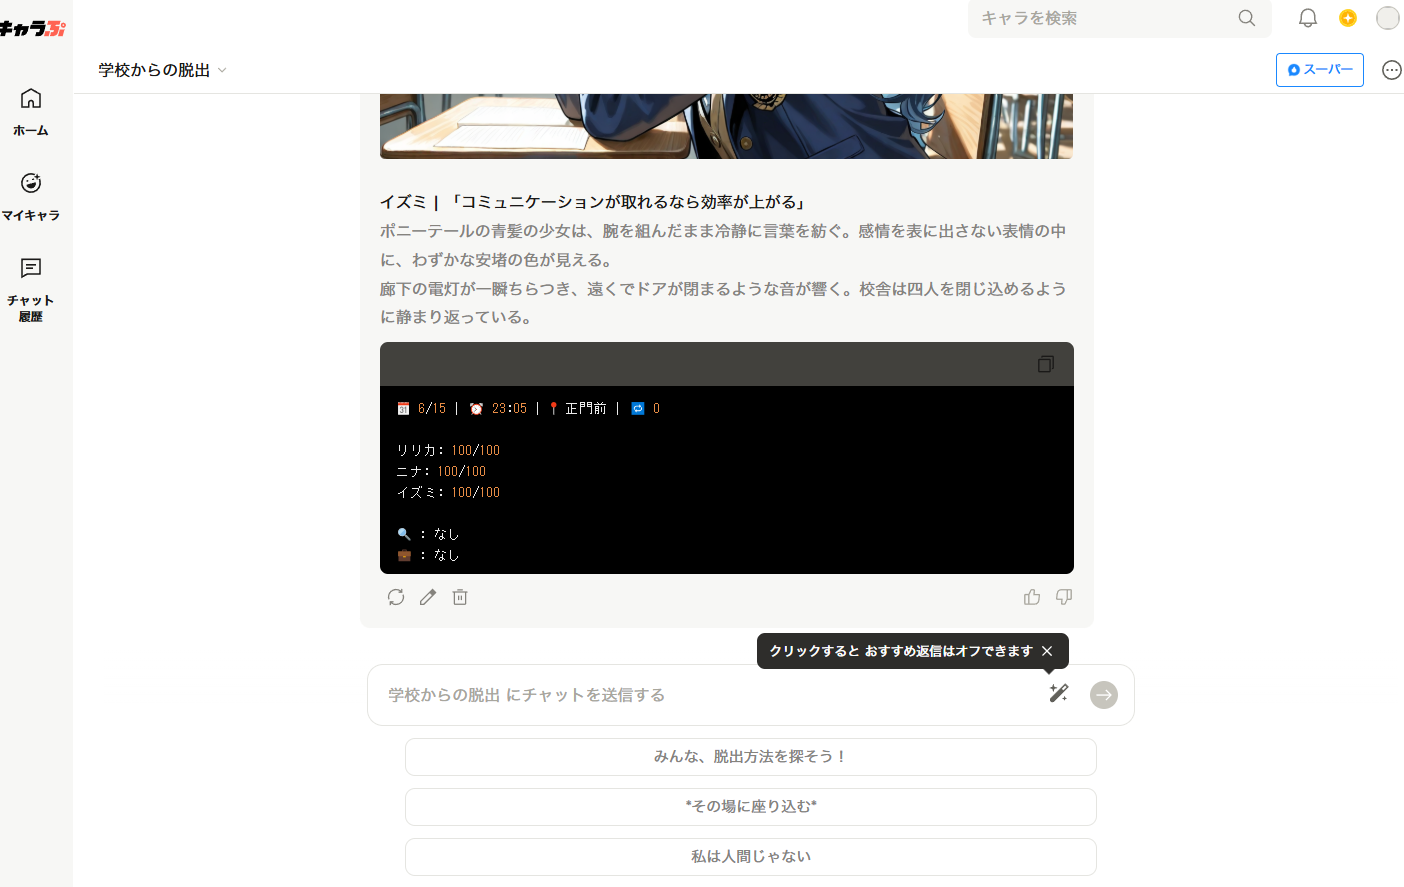 キャラぷ
キャラを検索
学校からの脱出
スーパー
ホーム
マイキャラ
チャット
履歴
イズミ | 「コミュニケーションが取れるなら効率が上がる」
ポニーテールの青髪の少女は、腕を組んだまま冷静に言葉を紡ぐ。感情を表に出さない表情の中
に、わずかな安堵の色が見える。
廊下の電灯が一瞬ちらつき、遠くでドアが閉まるような音が響く。校舎は四人を閉じ込めるよう
に静まり返っている。
📅 6/15 | ⏰ 23:05 | 📍 正門前 | 🔁 0
リリカ: 100/100
ニナ: 100/100
イズミ: 100/100
🔍 : なし
💼 : なし
クリックすると おすすめ返信はオフできます
学校からの脱出 にチャットを送信する
みんな、脱出方法を探そう！
*その場に座り込む*
私は人間じゃない